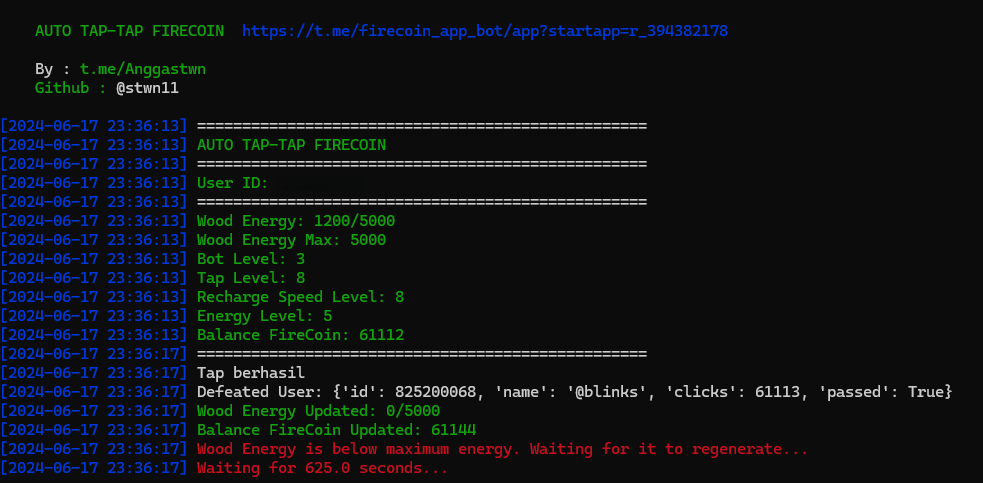 AUTO TAP-TAP FIRECOIN https://t.me/firecoin_app_bot/app?startapp=r_394382178
By : t.me/Anggastwn
Github : @stwn11
[2024-06-17 23:36:13] ==================================================
[2024-06-17 23:36:13] AUTO TAP-TAP FIRECOIN
[2024-06-17 23:36:13] ==================================================
[2024-06-17 23:36:13] User ID:
[2024-06-17 23:36:13] ==================================================
[2024-06-17 23:36:13] Wood Energy: 1200/5000
[2024-06-17 23:36:13] Wood Energy Max: 5000
[2024-06-17 23:36:13] Bot Level: 3
[2024-06-17 23:36:13] Tap Level: 8
[2024-06-17 23:36:13] Recharge Speed Level: 8
[2024-06-17 23:36:13] Energy Level: 5
[2024-06-17 23:36:13] Balance FireCoin: 61112
[2024-06-17 23:36:17] ==================================================
[2024-06-17 23:36:17] Tap berhasil
[2024-06-17 23:36:17] Defeated User: {'id': 825200068, 'name': '@blinks', 'clicks': 61113, 'passed': True}
[2024-06-17 23:36:17] Wood Energy Updated: 0/5000
[2024-06-17 23:36:17] Balance FireCoin Updated: 61144
[2024-06-17 23:36:17] Wood Energy is below maximum energy. Waiting for it to regenerate...
[2024-06-17 23:36:17] Waiting for 625.0 seconds...